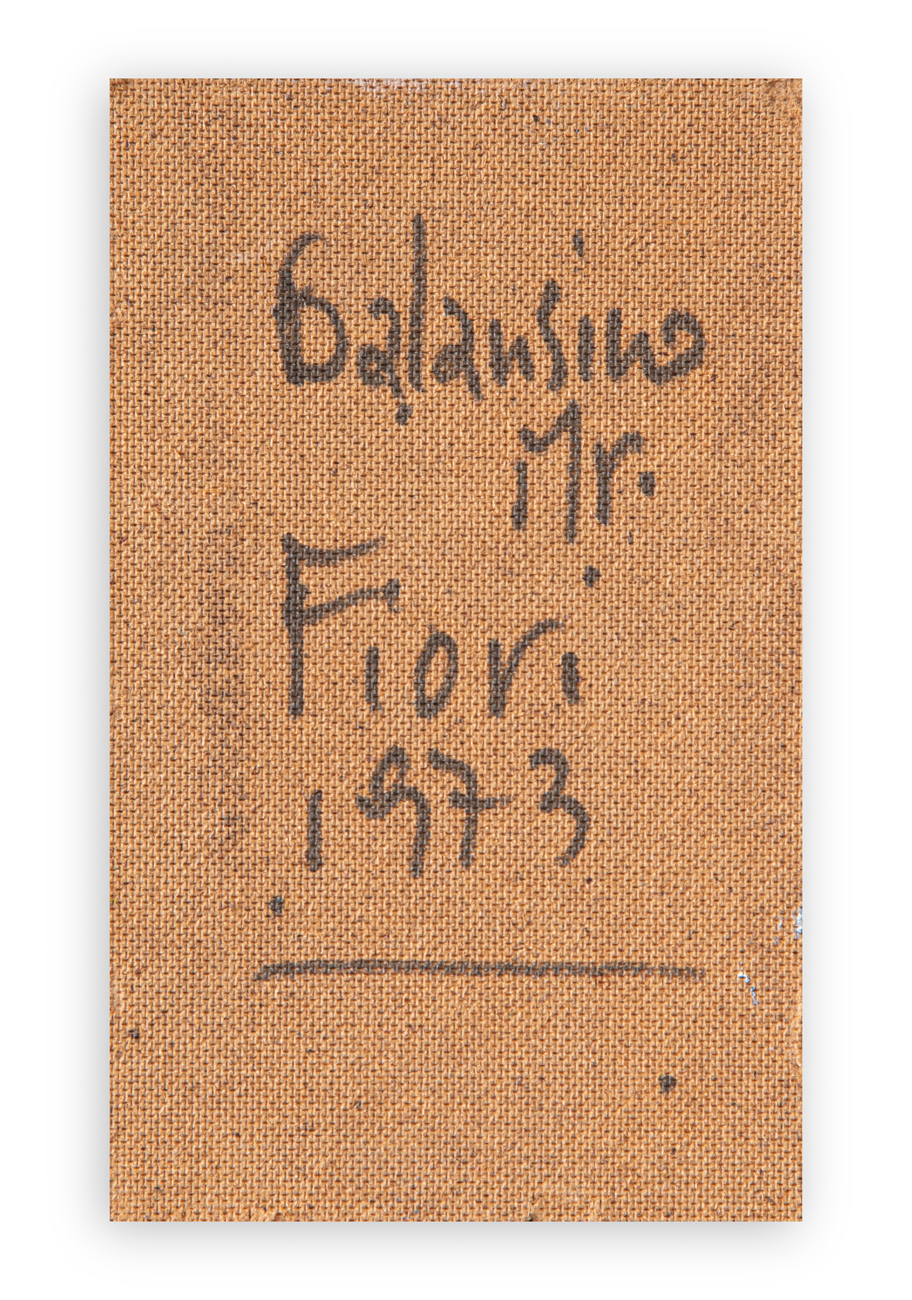 Galansino
Mr.
Fiori
1973